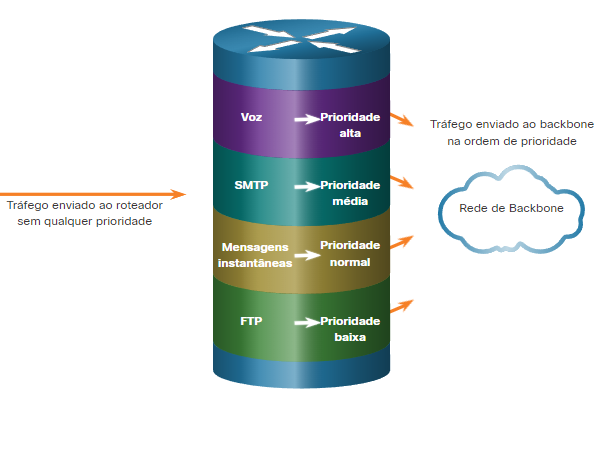 Tráfego enviado ao roteador
sem qualquer prioridade
Voz
Prioridade
alta
SMTP
Prioridade
média
Mensagens
instantâneas
Prioridade
normal
FTP
Prioridade
baixa
Tráfego enviado ao backbone
na ordem de prioridade
Rede de Backbone